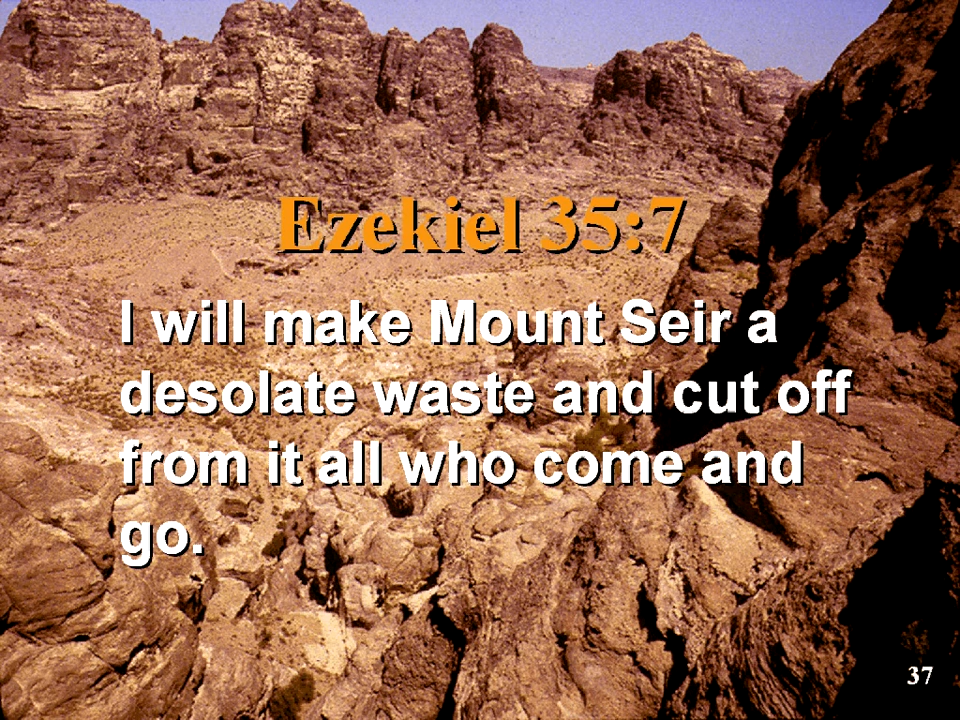 Ezekiel 35:7
I will make Mount Seir a
desolate waste and cut off
from it all who come and
go.
37